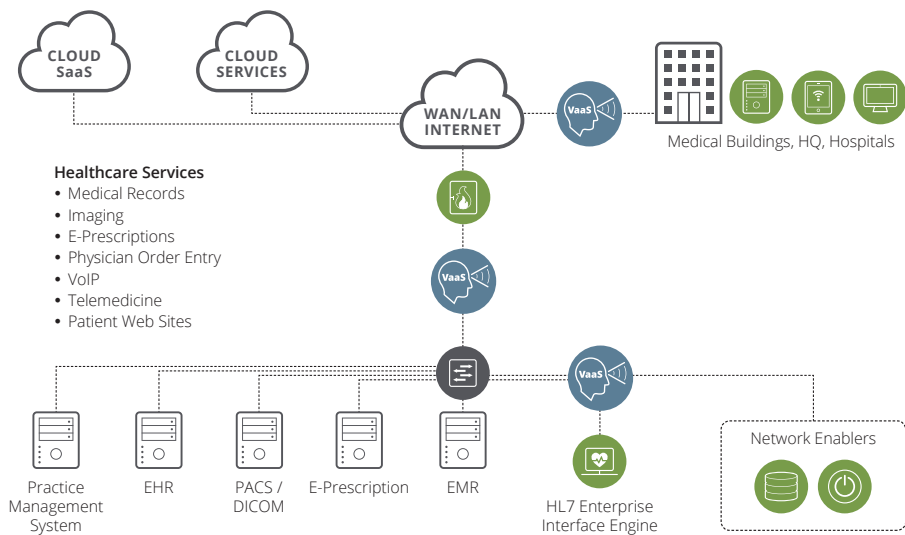 CLOUD
SaaS
CLOUD
SERVICES
WAN/LAN
INTERNET
VaaS
Medical Buildings, HQ, Hospitals
Healthcare Services
• Medical Records
• Imaging
• E-Prescriptions
• Physician Order Entry
• VoIP
• Telemedicine
• Patient Web Sites
VaaS
VaaS
Practice
Management
System
EHR
PACS /
DICOM
E-Prescription
EMR
HL7 Enterprise
Interface Engine
Network Enablers